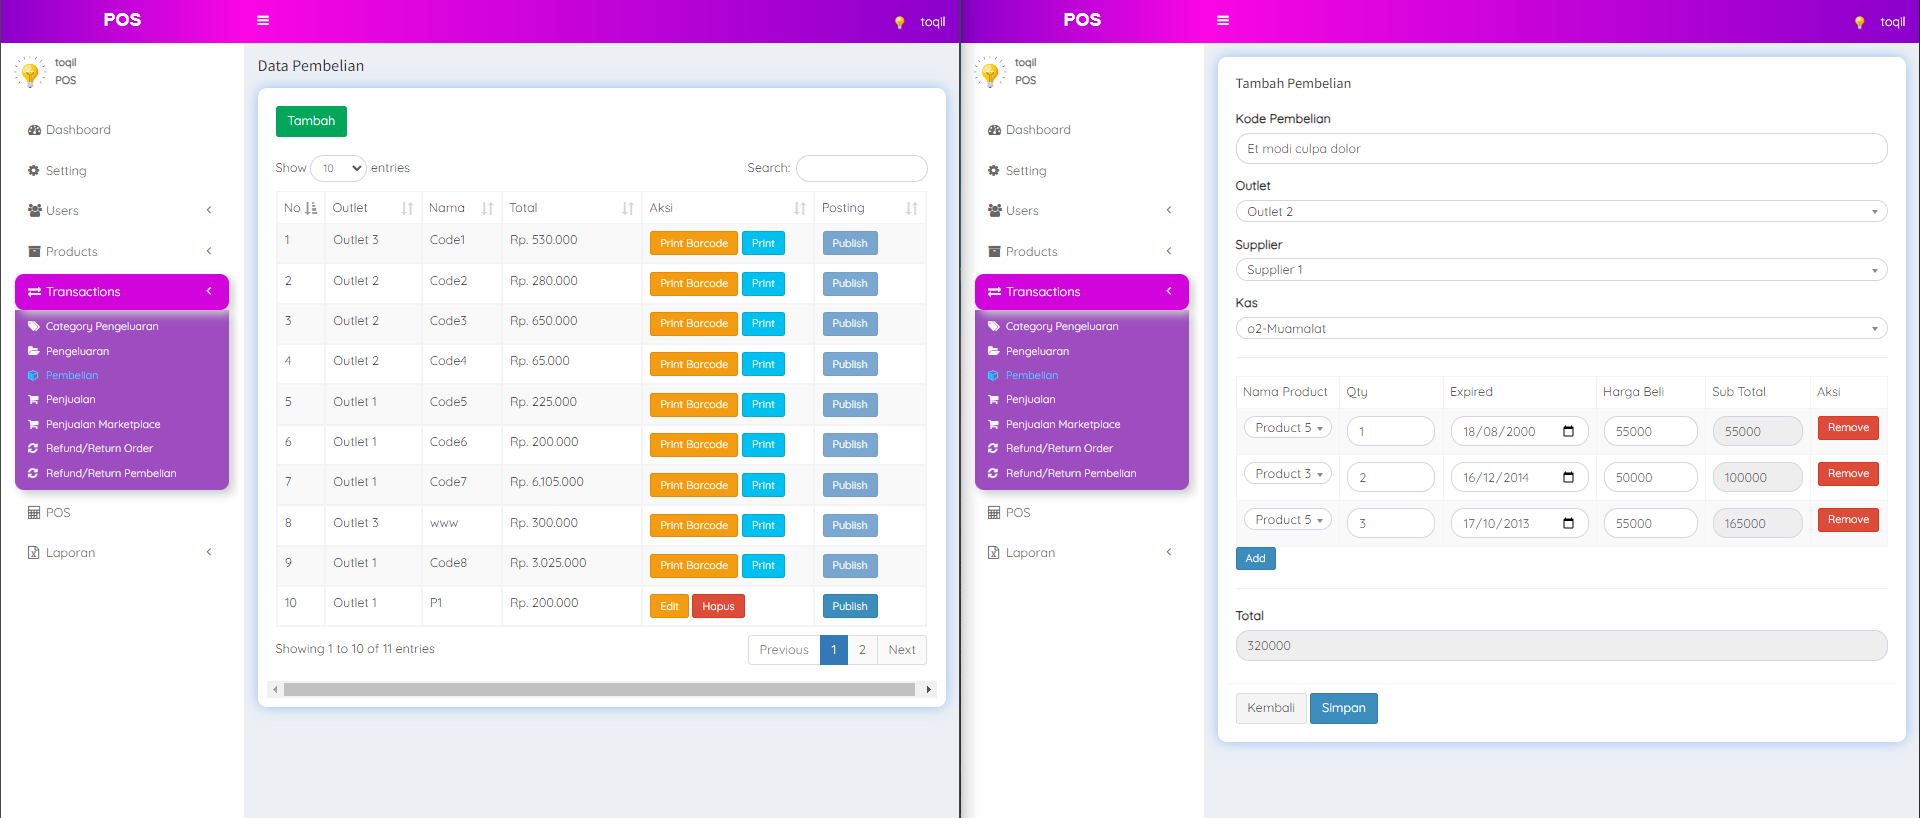 POS
toqil
toqil
POS
Dashboard
Setting
Users
Products
Transactions
Category Pengeluaran
Pengeluaran
Pembelian
Penjualan
Penjualan Marketplace
Refund/Return Order
Refund/Return Pembelian
POS
Laporan
Data Pembelian
Tambah
Show 10 entries Search:
No Outlet Nama Total Aksi Posting
1 Outlet 3 Code1 Rp. 530.000 Print Barcode Print Publish
2 Outlet 2 Code2 Rp. 280.000 Print Barcode Print Publish
3 Outlet 2 Code3 Rp. 650.000 Print Barcode Print Publish
4 Outlet 2 Code4 Rp. 65.000 Print Barcode Print Publish
5 Outlet 1 Code5 Rp. 225.000 Print Barcode Print Publish
6 Outlet 1 Code6 Rp. 200.000 Print Barcode Print Publish
7 Outlet 1 Code7 Rp. 6.105.000 Print Barcode Print Publish
8 Outlet 3 www Rp. 300.000 Print Barcode Print Publish
9 Outlet 1 Code8 Rp. 3.025.000 Print Barcode Print Publish
10 Outlet 1 P1 Rp. 200.000 Edit Hapus Publish
Showing 1 to 10 of 11 entries Previous 1 2 Next
POS
toqil
toqil
POS
Dashboard
Setting
Users
Products
Transactions
Category Pengeluaran
Pengeluaran
Pembelian
Penjualan
Penjualan Marketplace
Refund/Return Order
Refund/Return Pembelian
POS
Laporan
Tambah Pembelian
Kode Pembelian
Et modi culpa dolor
Outlet
Outlet 2
Supplier
Supplier 1
Kas
o2-Muamalat
Nama Product Qty Expired Harga Beli Sub Total Aksi
Product 5 1 18/08/2000 55000 55000 Remove
Product 3 2 16/12/2014 50000 100000 Remove
Product 5 3 17/10/2013 55000 165000 Remove
Add
Total
320000
Kembali Simpan